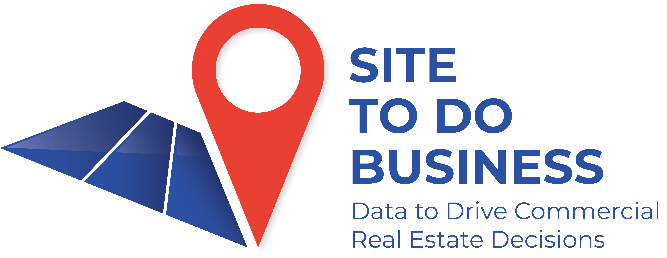 SITE
TO DO
BUSINESS
Data to Drive Commercial
Real Estate Decisions